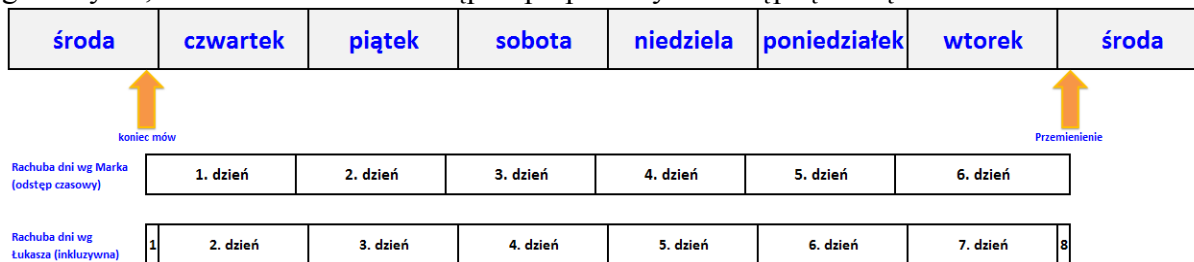 środa czwartek piątek sobota niedziela poniedziałek wtorek środa
koniec mów Przemienienie
Rachuba dni wg Marka
(odstęp czasowy)
1. dzień 2. dzień 3. dzień 4. dzień 5. dzień 6. dzień
Rachuba dni wg
Łukasza (inkluzywna)
1 2. dzień 3. dzień 4. dzień 5. dzień 6. dzień 7. dzień 8